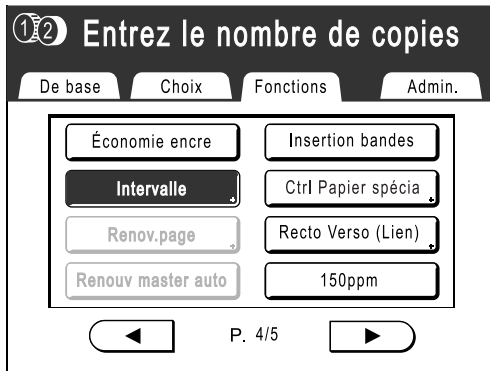 ①② Entrez le nombre de copies
De base Choix Fonctions Admin.
Économie encre Insertion bandes
Intervalle Ctrl Papier spécia
Renov.page Recto Verso (Lien)
Renouv master auto 150ppm
P. 4/5